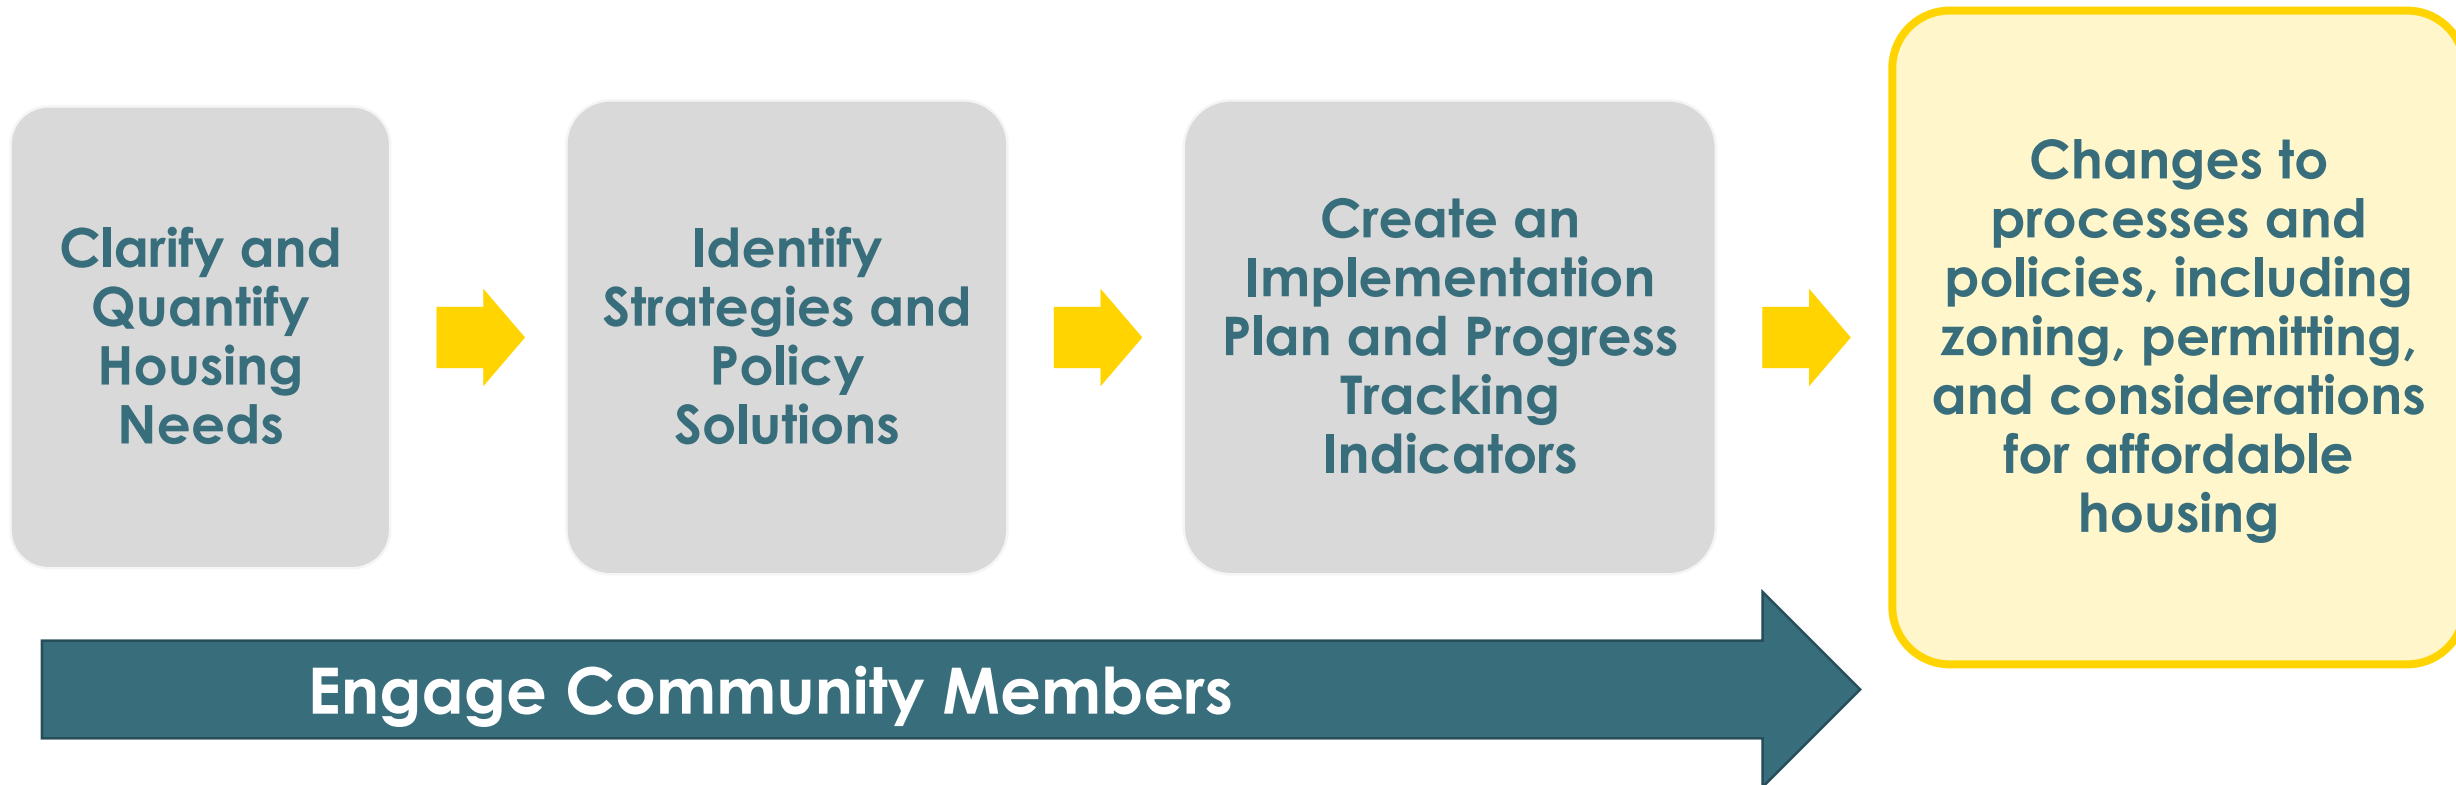 Clarify and
Quantify
Housing
Needs
Identify
Strategies and
Policy
Solutions
Create an
Implementation
Plan and Progress
Tracking
Indicators
Changes to
processes and
policies, including
zoning, permitting,
and considerations
for affordable
housing
Engage Community Members